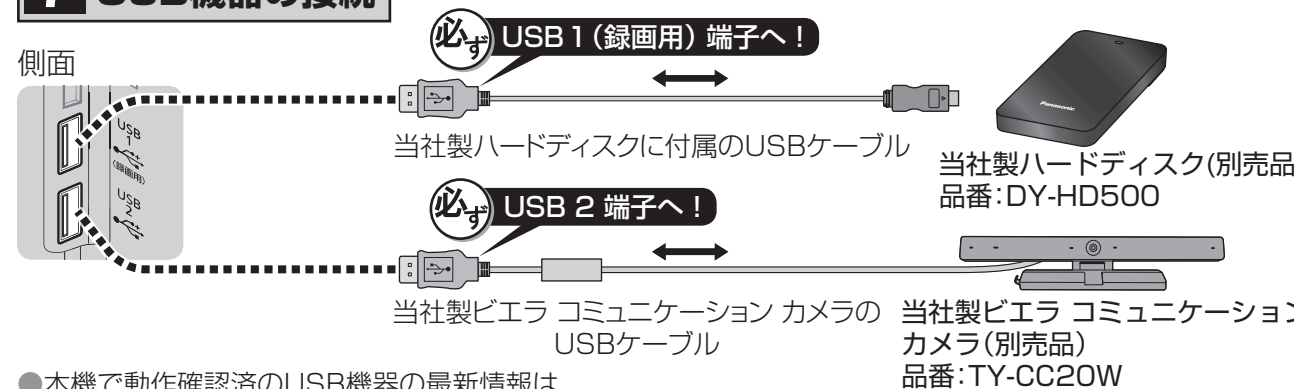 USB機器の接続
側面
必ず USB 1（録画用）端子へ！
USB
1
(録画用)
USB
2
Panasonic
当社製ハードディスクに付属のUSBケーブル
当社製ハードディスク(別売品
品番：DY-HD500
必ず USB 2 端子へ！
当社製ビエラ コミュニケーション カメラの
USBケーブル
当社製ビエラ コミュニケーション
カメラ（別売品）
品番：TY-CC20W
●本機で動作確認済のUSB機器の最新情報は